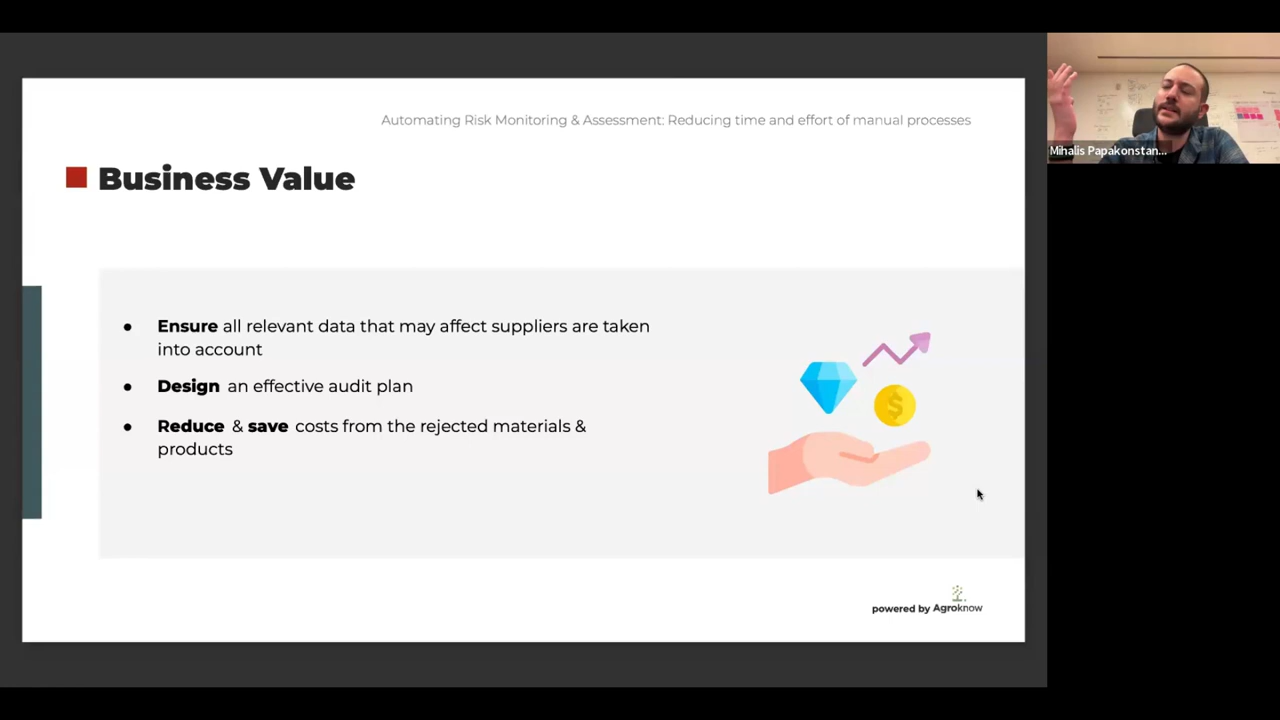 Automating Risk Monitoring & Assessment: Reducing time and effort of manual processes
Mihalis Papakonstan...
Business Value
● Ensure all relevant data that may affect suppliers are taken
into account
● Design an effective audit plan
● Reduce & save costs from the rejected materials &
products
$
powered by Agroknow